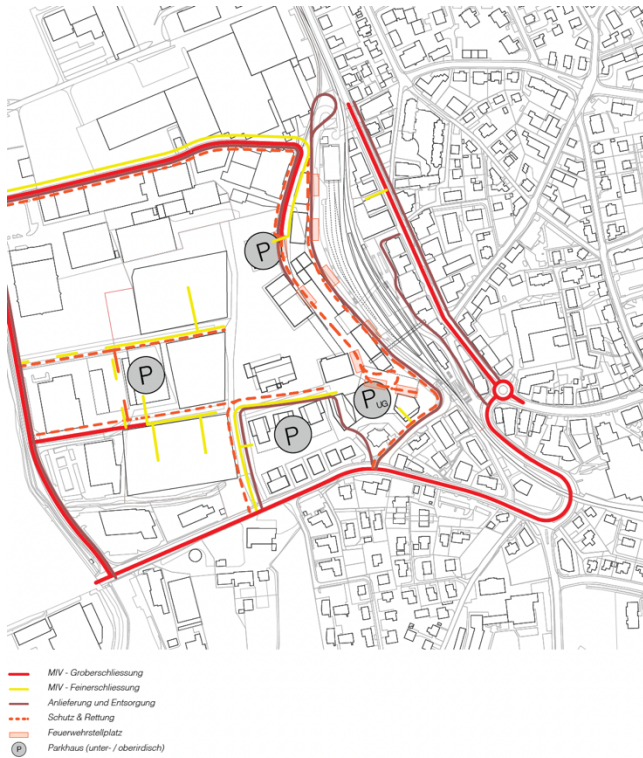 P
P
P
P
UG
MIV - Groberschliessung
MIV - Feinerschliessung
Anlieferung und Entsorgung
Schutz & Rettung
Feuerwehrstellplatz
P
Parkhaus (unter- / oberirdisch)